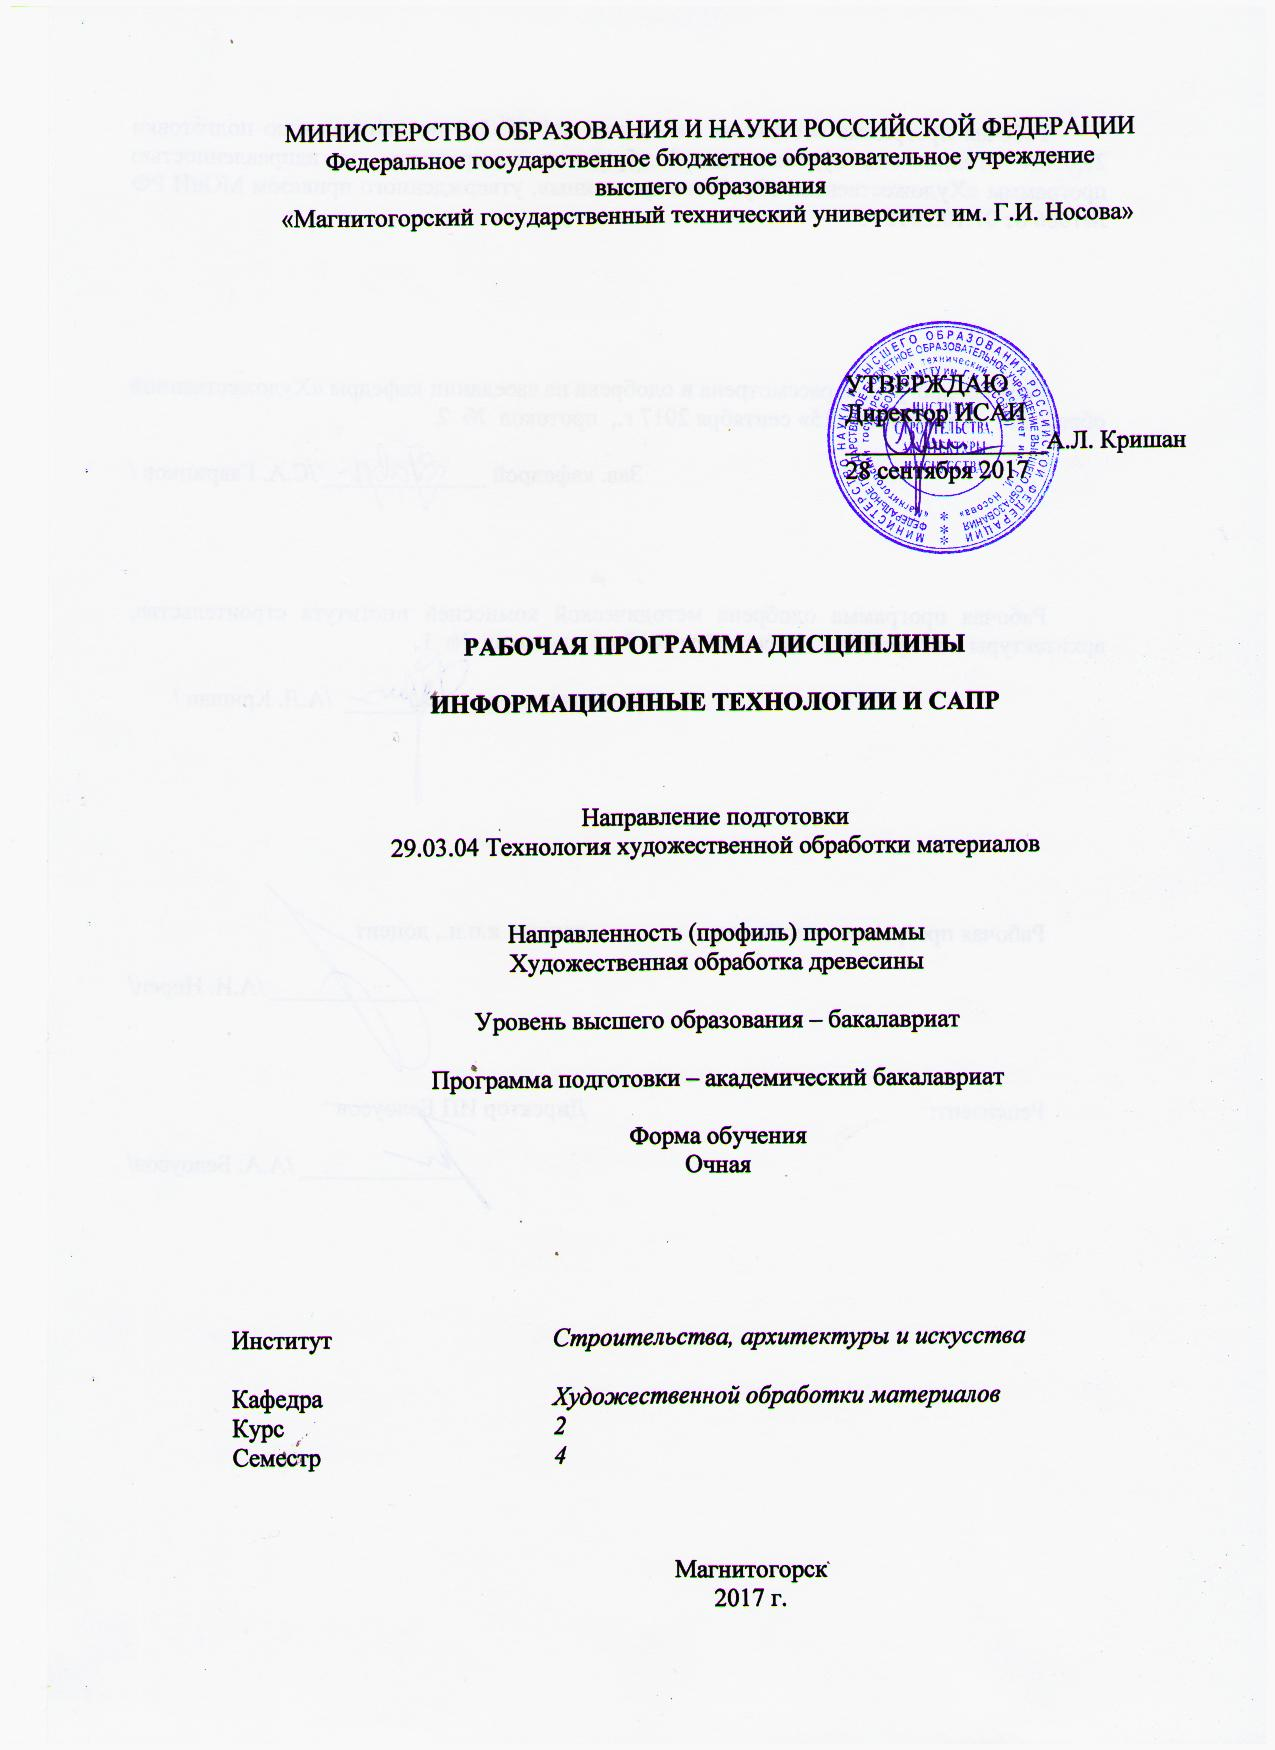 МИНИСТЕРСТВО ОБРАЗОВАНИЯ И НАУКИ РОССИЙСКОЙ ФЕДЕРАЦИИ
Федеральное государственное бюджетное образовательное учреждение
высшего образования
«Магнитогорский государственный технический университет им. Г.И. Носова»
УТВЕРЖДАЮ
Директор ИСАИ
А.Л. Кришан
28 сентября 2017
РАБОЧАЯ ПРОГРАММА ДИСЦИПЛИНЫ
ИНФОРМАЦИОННЫЕ ТЕХНОЛОГИИ И САПР
Направление подготовки
29.03.04 Технология художественной обработки материалов
Направленность (профиль) программы
Художественная обработка древесины
Уровень высшего образования – бакалавриат
Программа подготовки – академический бакалавриат
Форма обучения
Очная
Институт Строительства, архитектуры и искусства
Кафедра Художественной обработки материалов
Курс 2
Семестр 4
Магнитогорск
2017 г.